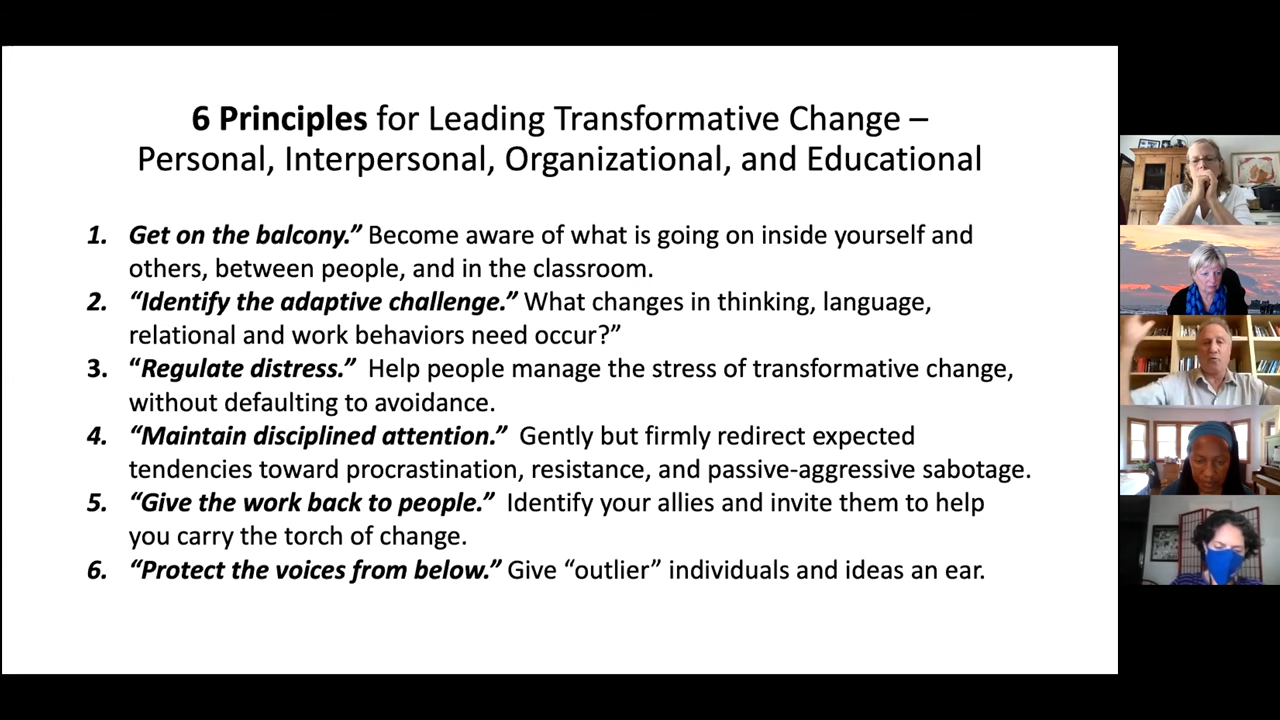 6 Principles for Leading Transformative Change –
Personal, Interpersonal, Organizational, and Educational
1. Get on the balcony.” Become aware of what is going on inside yourself and
others, between people, and in the classroom.
2. “Identify the adaptive challenge.” What changes in thinking, language,
relational and work behaviors need occur?”
3. “Regulate distress.” Help people manage the stress of transformative change,
without defaulting to avoidance.
4. “Maintain disciplined attention.” Gently but firmly redirect expected
tendencies toward procrastination, resistance, and passive-aggressive sabotage.
5. “Give the work back to people.” Identify your allies and invite them to help
you carry the torch of change.
6. “Protect the voices from below.” Give “outlier” individuals and ideas an ear.